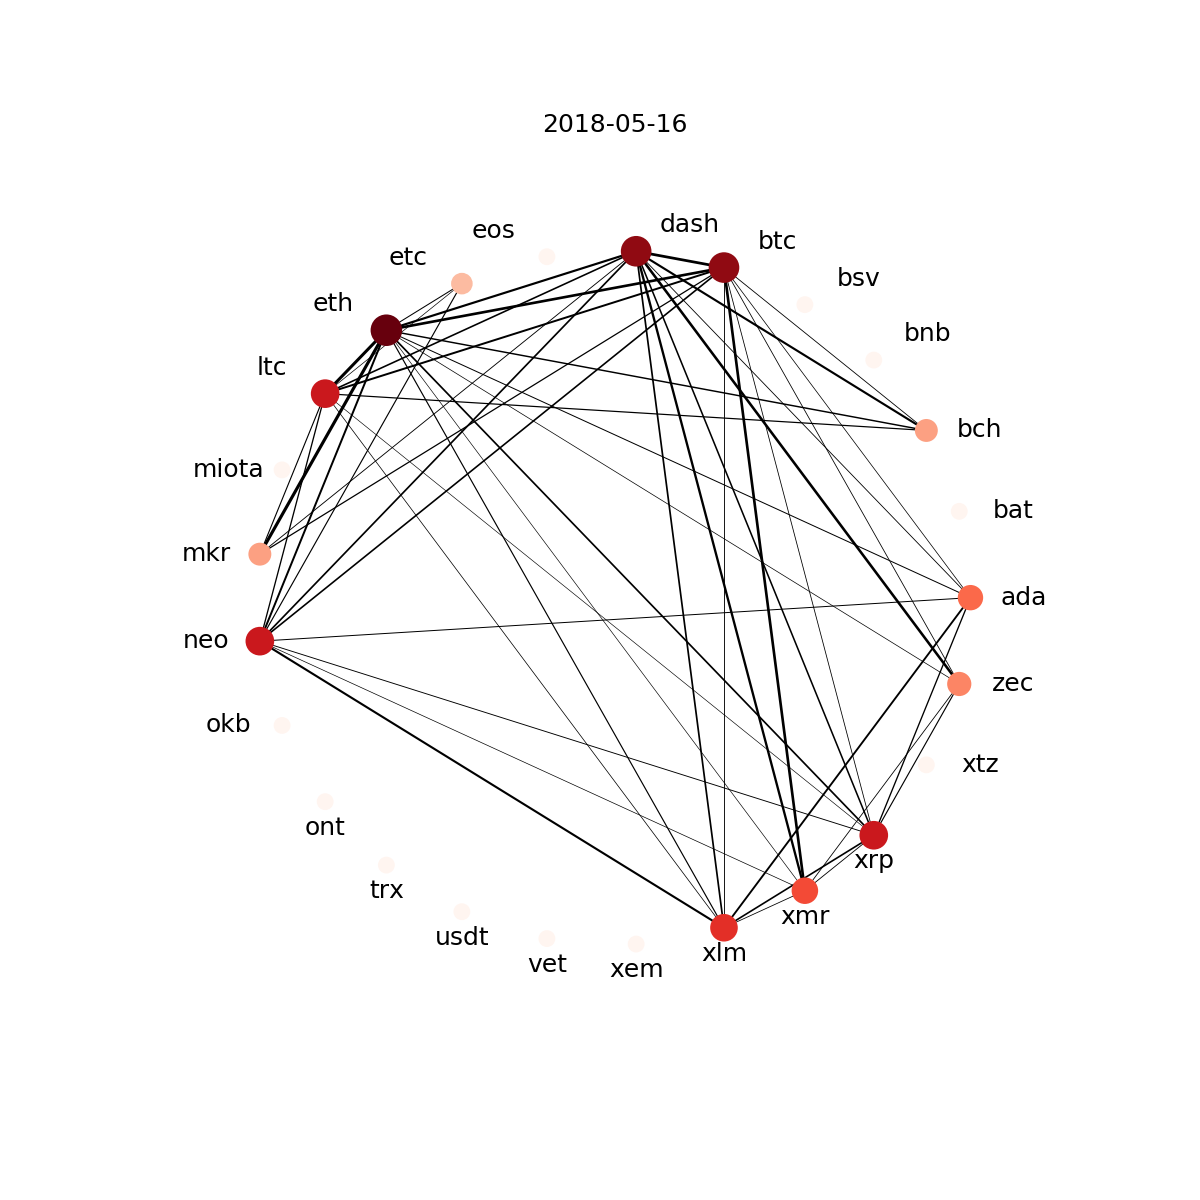 2018-05-16
dash
eos
btc
etc
bsv
eth
bnb
ltc
bch
miota
bat
mkr
ada
neo
zec
okb
xtz
ont
xrp
trx
xmr
usdt
xlm
vet
xem